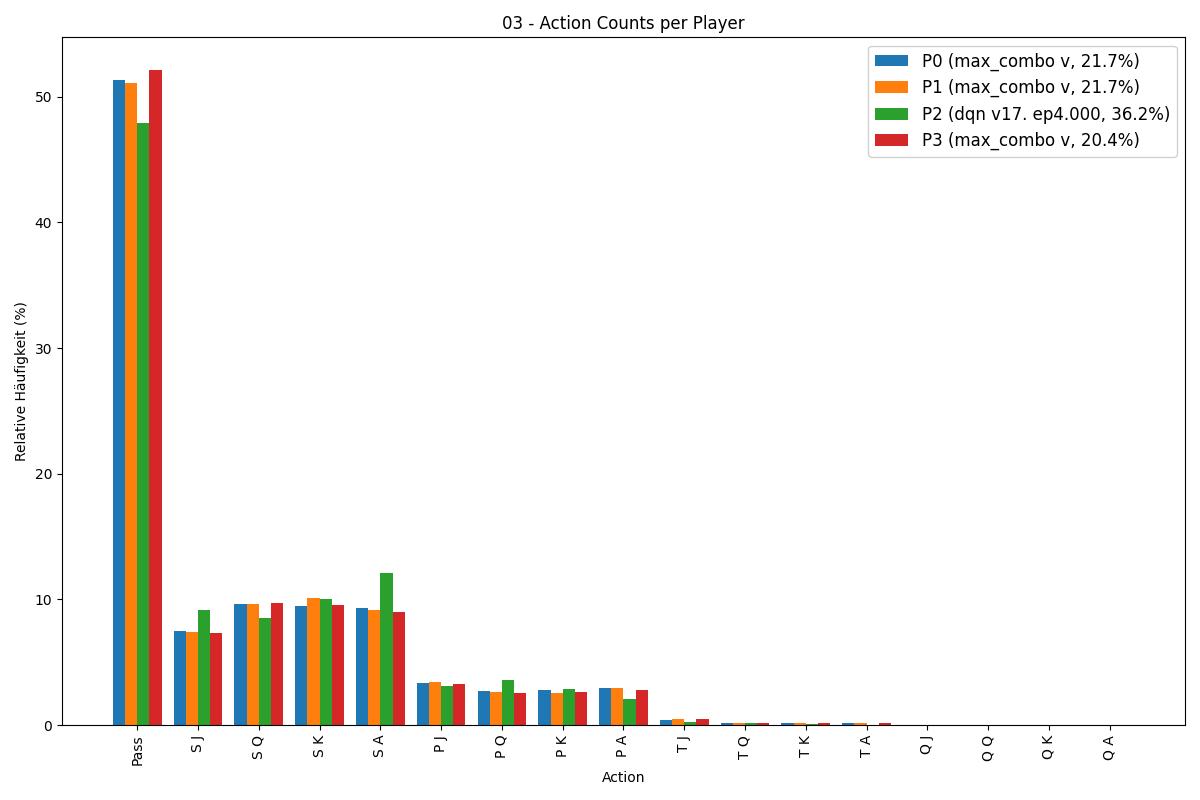 03 - Action Counts per Player
P0 (max_combo v, 21.7%)
P1 (max_combo v, 21.7%)
P2 (dqn v17. ep4.000, 36.2%)
P3 (max_combo v, 20.4%)
Relative Häufigkeit (%)
50
40
30
20
10
0
Pass
S J
S Q
S K
S A
P J
P Q
P K
P A
T J
T Q
T K
T A
Q J
Q Q
Q K
Q A
Action